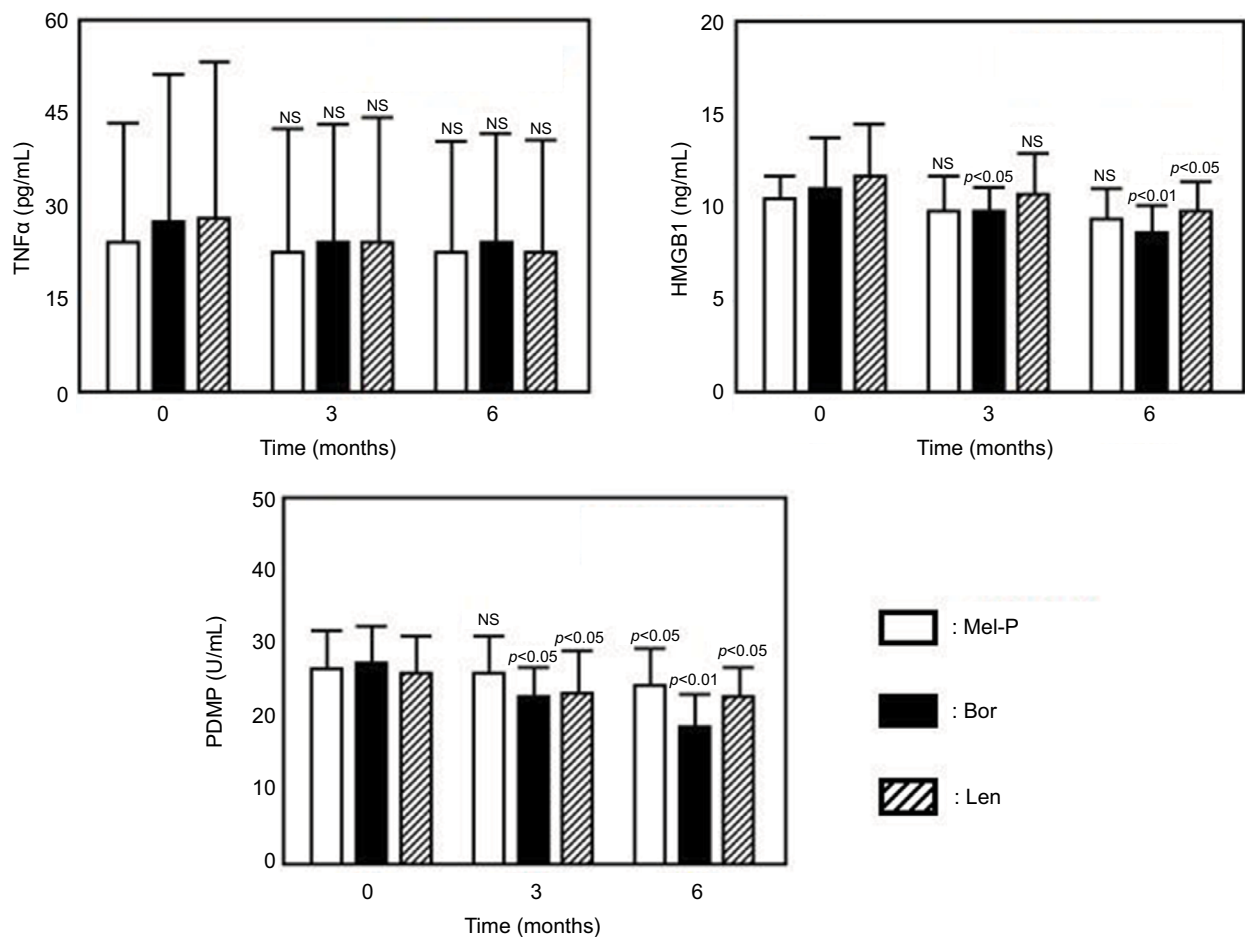 60
45
30
15
0
TNFα (pg/mL)
NS NS NS
NS NS NS
0 3 6
Time (months)
20
15
10
5
0
HMGB1 (ng/mL)
NS p<0.05 NS
NS p<0.01 p<0.05
0 3 6
Time (months)
50
40
30
20
10
0
PDMP (U/mL)
NS p<0.05 p<0.05
p<0.05 p<0.01 p<0.05
0 3 6
Time (months)
: Mel-P
: Bor
: Len